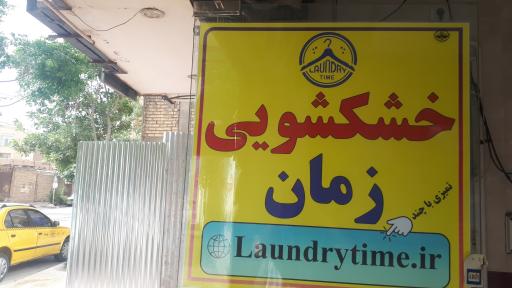 LAUNDRY
TIME
خشکشویی
زمان
تمیزی با چند
Laundrytime.ir